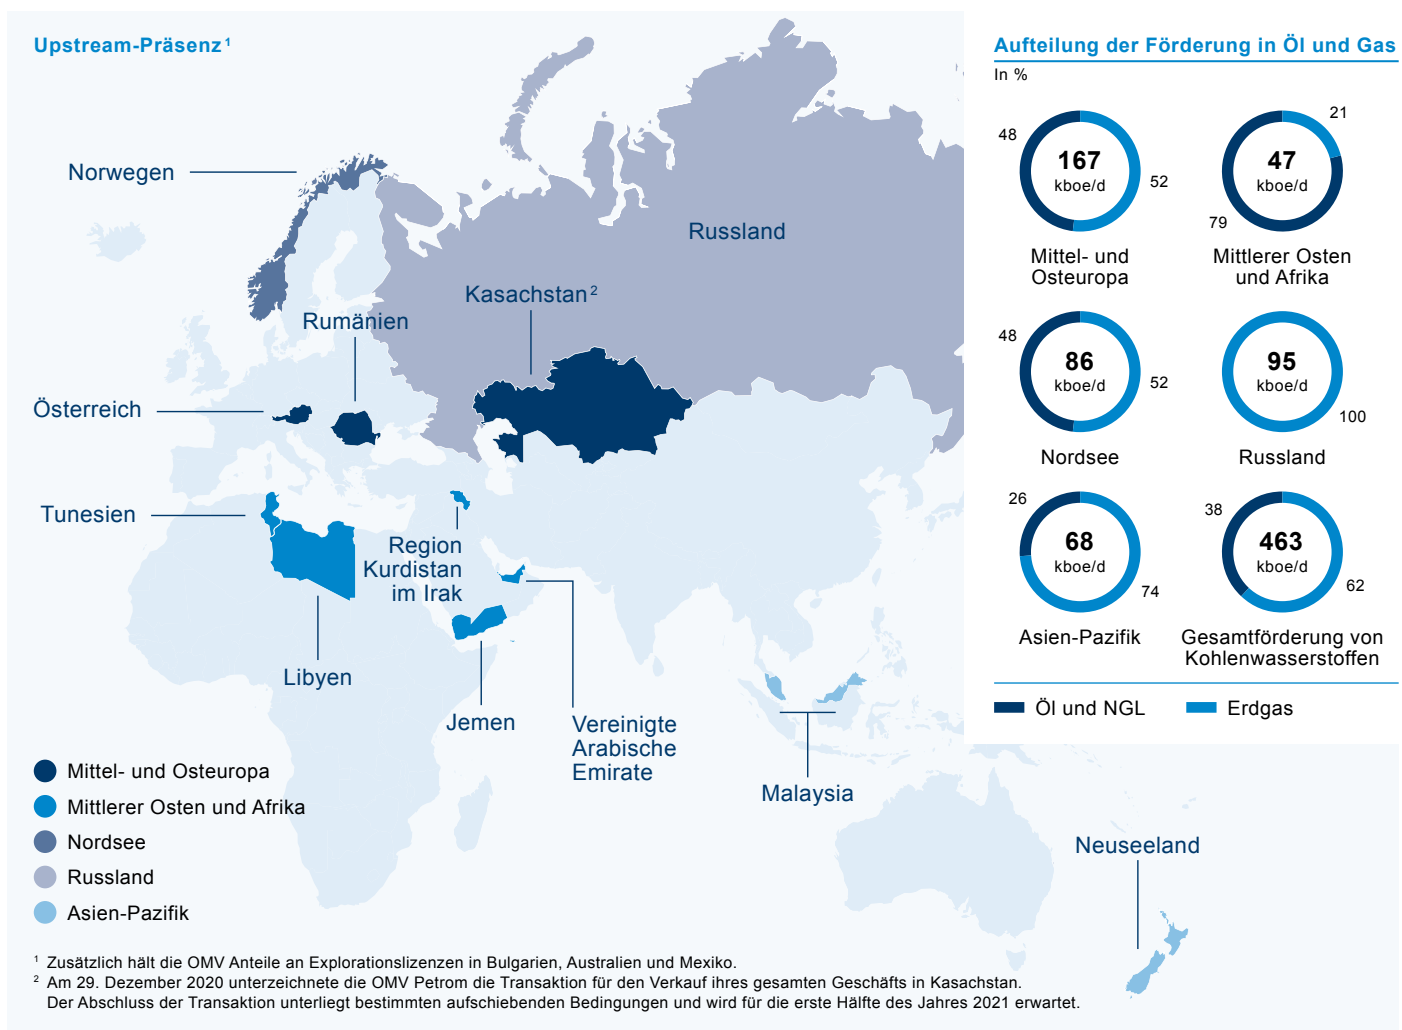 Upstream-Präsenz¹
Norwegen
Russland
Kasachstan²
Rumänien
Österreich
Tunesien
Region
Kurdistan
im Irak
Libyen
Jemen
Vereinigte
Arabische
Emirate
Malaysia
Neuseeland
Mittel- und Osteuropa
Mittlerer Osten und Afrika
Nordsee
Russland
Asien-Pazifik
Aufteilung der Förderung in Öl und Gas
In %
48
167
kboe/d
52
Mittel- und
Osteuropa
21
47
kboe/d
79
Mittlerer Osten
und Afrika
48
86
kboe/d
52
Nordsee
95
kboe/d
100
Russland
26
68
kboe/d
74
Asien-Pazifik
38
463
kboe/d
62
Gesamtförderung von
Kohlenwasserstoffen
Öl und NGL
Erdgas
¹ Zusätzlich hält die OMV Anteile an Explorationslizenzen in Bulgarien, Australien und Mexiko.
² Am 29. Dezember 2020 unterzeichnete die OMV Petrom die Transaktion für den Verkauf ihres gesamten Geschäfts in Kasachstan.
Der Abschluss der Transaktion unterliegt bestimmten aufschiebenden Bedingungen und wird für die erste Hälfte des Jahres 2021 erwartet.